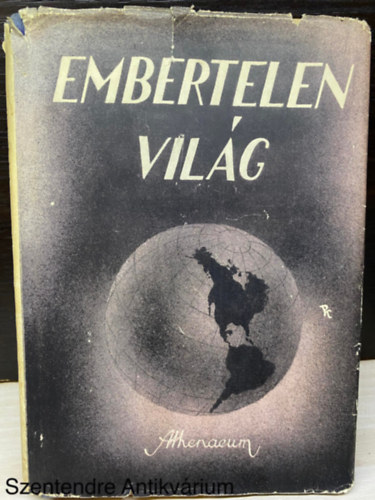 EMBERTELEN
VILÁG
Athenaeum
Szentendre Antikvárium